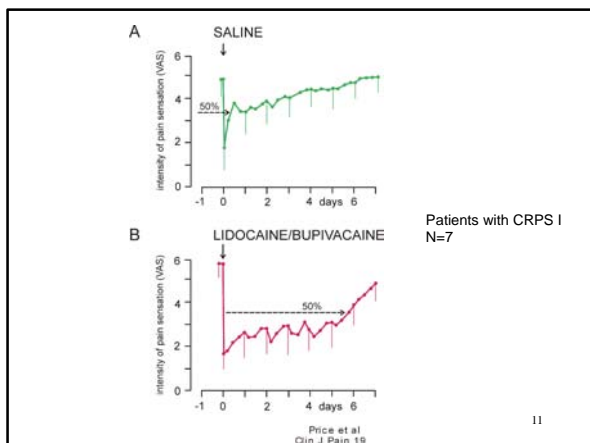 A SALINE
6
4
2
0
intensity of pain sensation (VAS)
50%
-1 0 2 4 days 6
B LIDOCAINE/BUPIVACAINE
6
4
2
0
intensity of pain sensation (VAS)
50%
-1 0 2 4 days 6
Patients with CRPS I
N=7
Price et al
Clin J Pain 19
11